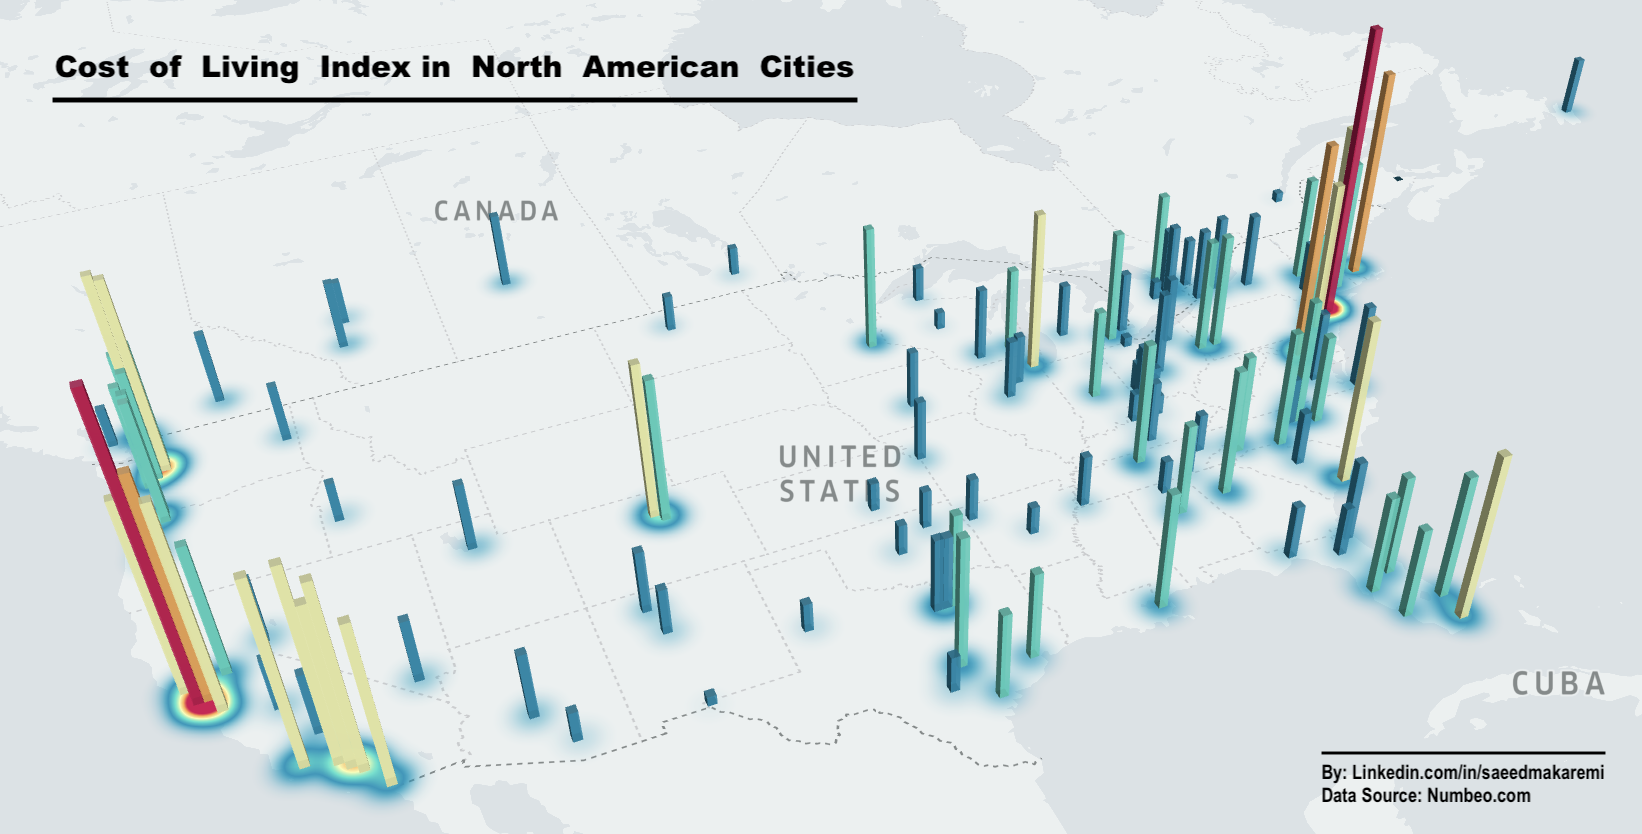 Cost of Living Index in North American Cities
CANADA
UNITED
STATES
CUBA
By: Linkedin.com/in/saeedmakaremi
Data Source: Numbeo.com